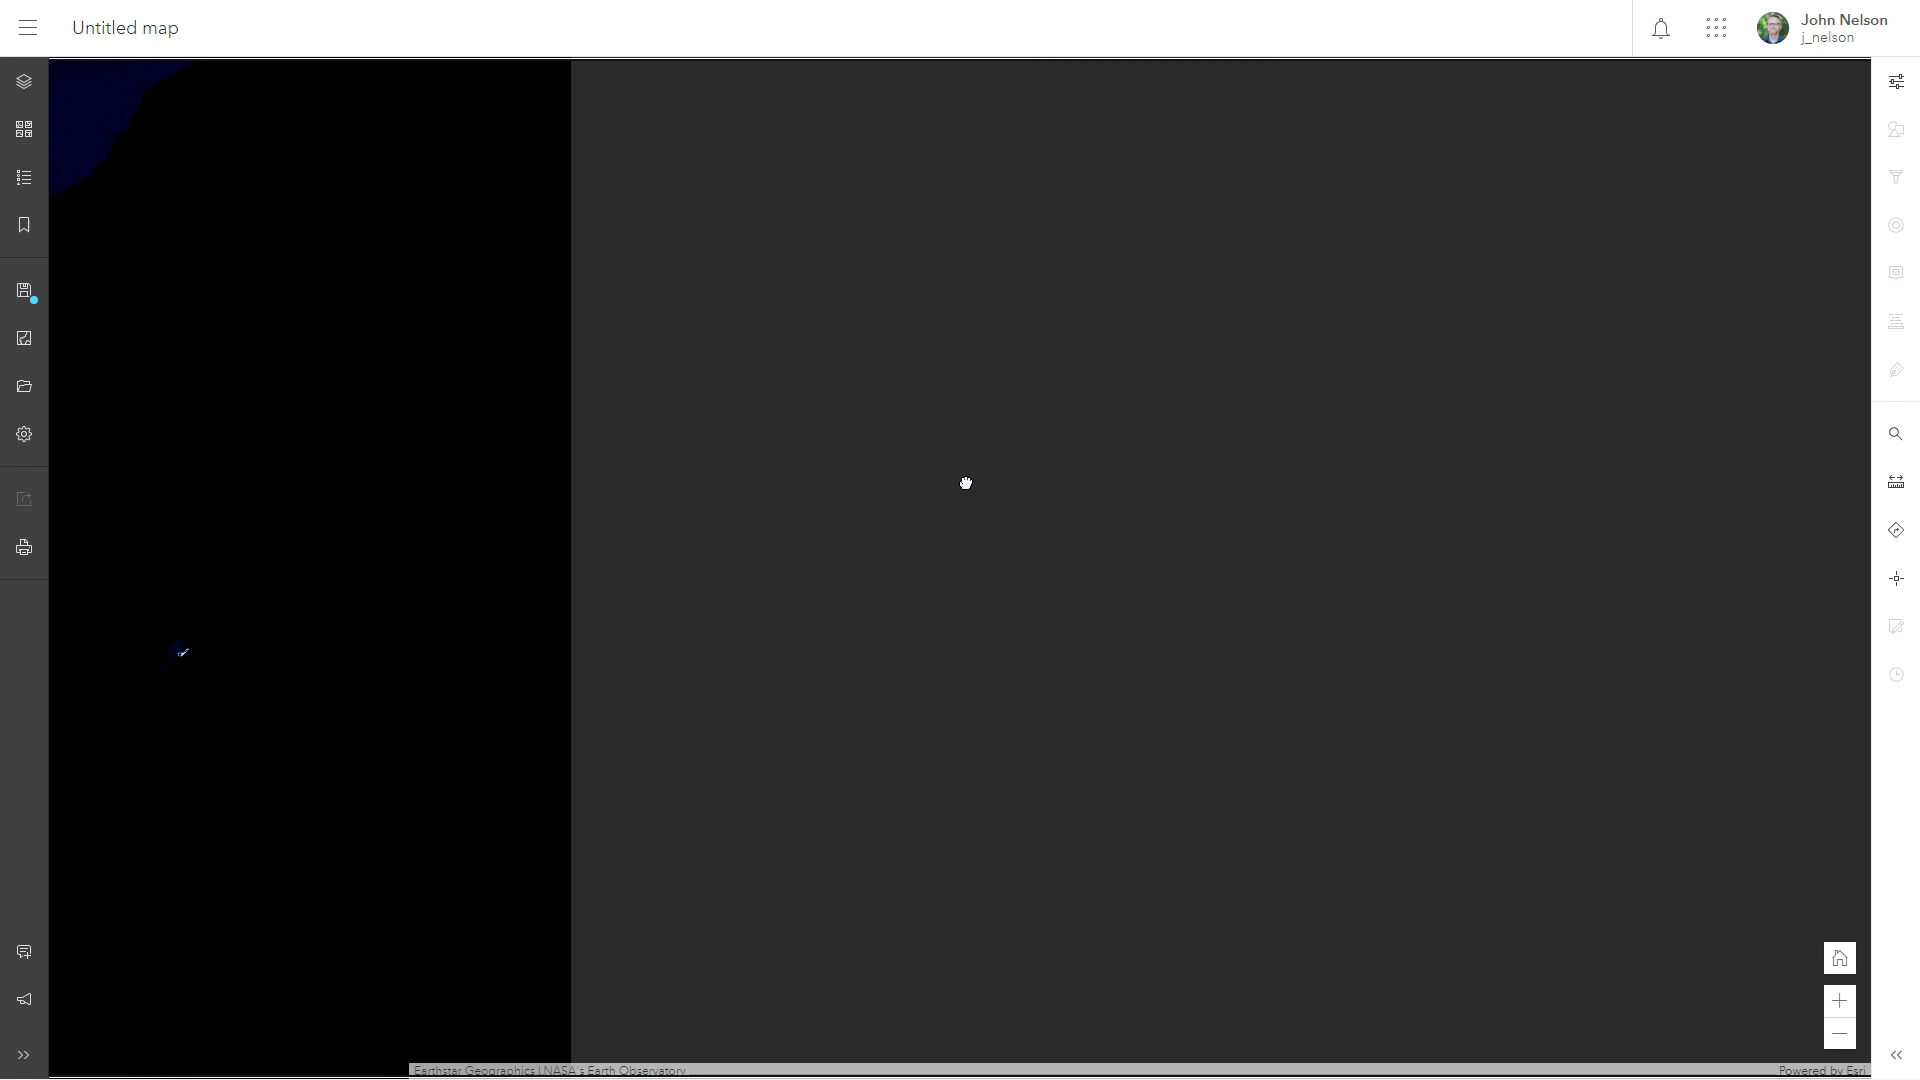 Untitled map
John Nelson
j_nelson
Earthstar Geographics | NASA's Earth Observatory
Powered by Esri